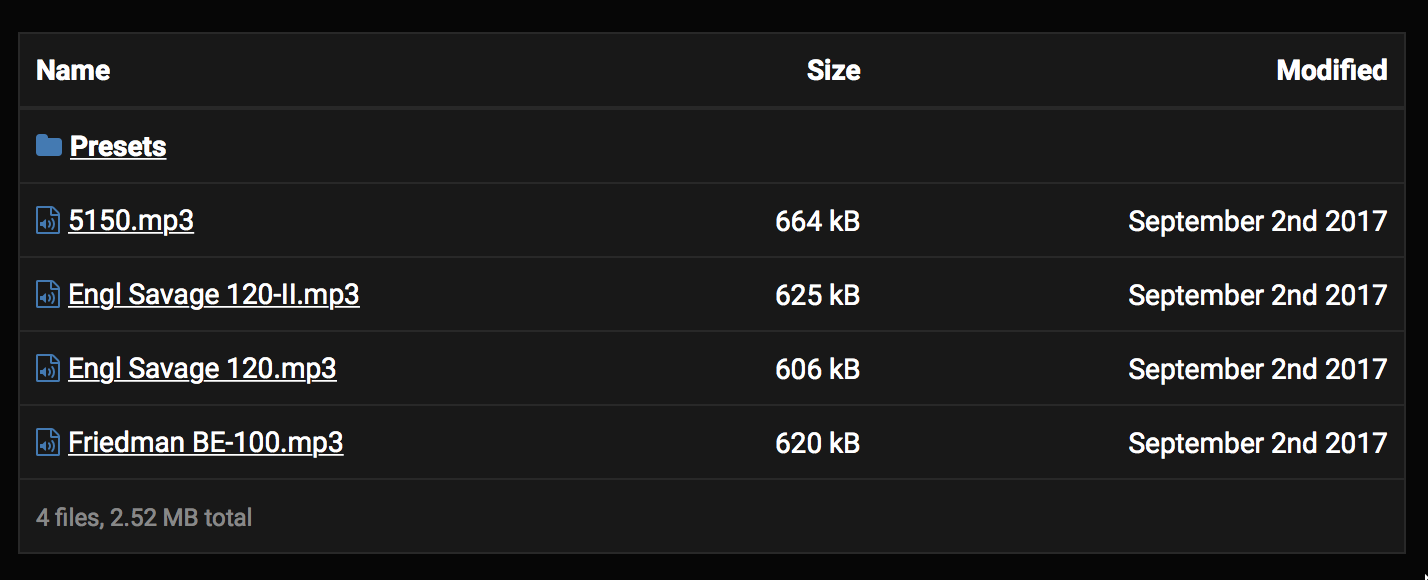 Name Size Modified
Presets
5150.mp3 664 kB September 2nd 2017
Engl Savage 120-II.mp3 625 kB September 2nd 2017
Engl Savage 120.mp3 606 kB September 2nd 2017
Friedman BE-100.mp3 620 kB September 2nd 2017
4 files, 2.52 MB total